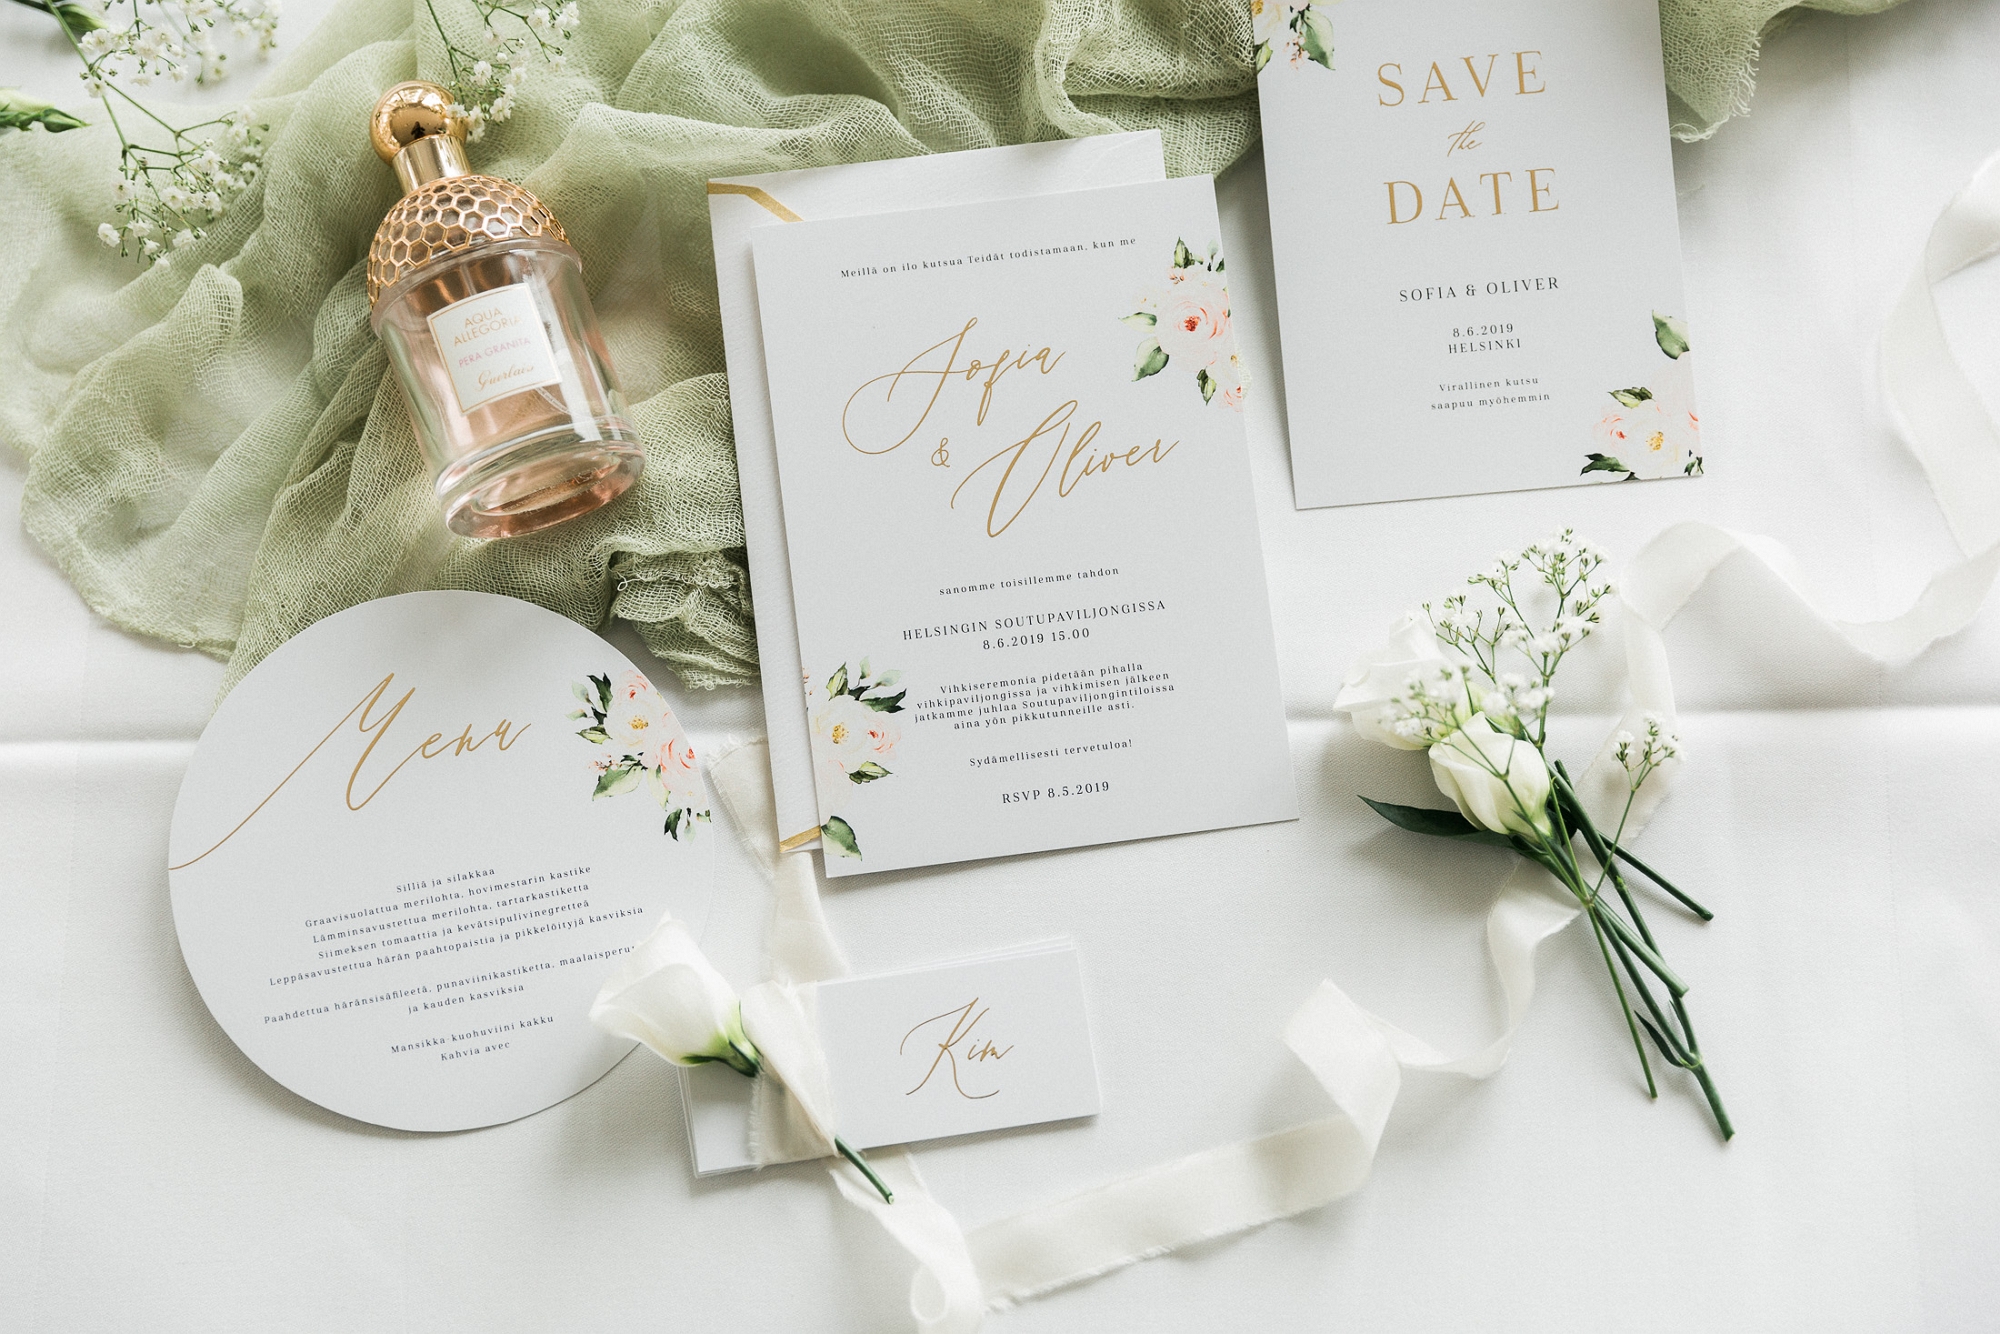 SAVE
the
DATE
SOFIA & OLIVER
8.6.2019
HELSINKI
Virallinen kutsu
saapuu myöhemmin
AQUA
ALLEGORIA
PERA GRANITA
Guerlain
Meillä on ilo kutsua Teidät todistamaan, kun me
Sofia
&
Oliver
sanomme toisillemme tahdon
HELSINGIN SOUTUPAVILJONGISSA
8.6.2019 15.00
Vihkiseremonia pidetään pihalla
vihkipaviljongissa ja vihkimisen jälkeen
jatkamme juhlaa Soutupaviljongintiloissa
aina yön pikkutunneille asti.
Sydämellisesti tervetuloa!
RSVP 8.5.2019
Menu
Silliä ja silakkaa
Graavisuolattua merilohta, hovimestarin kastike
Lämminsavustettua merilohta, tartarkastiketta
Siimeksen tomaattia ja kevätsipulivinegretteä
Leppäsavustettua härän paahtopaistia ja pikkelöityjä kasviksia
Paahdettua häränsisäfileetä, punaviinikastiketta,
ja kauden kasviksia
Mansikka-kuohuviini kakku
Kahvia avec
Kim